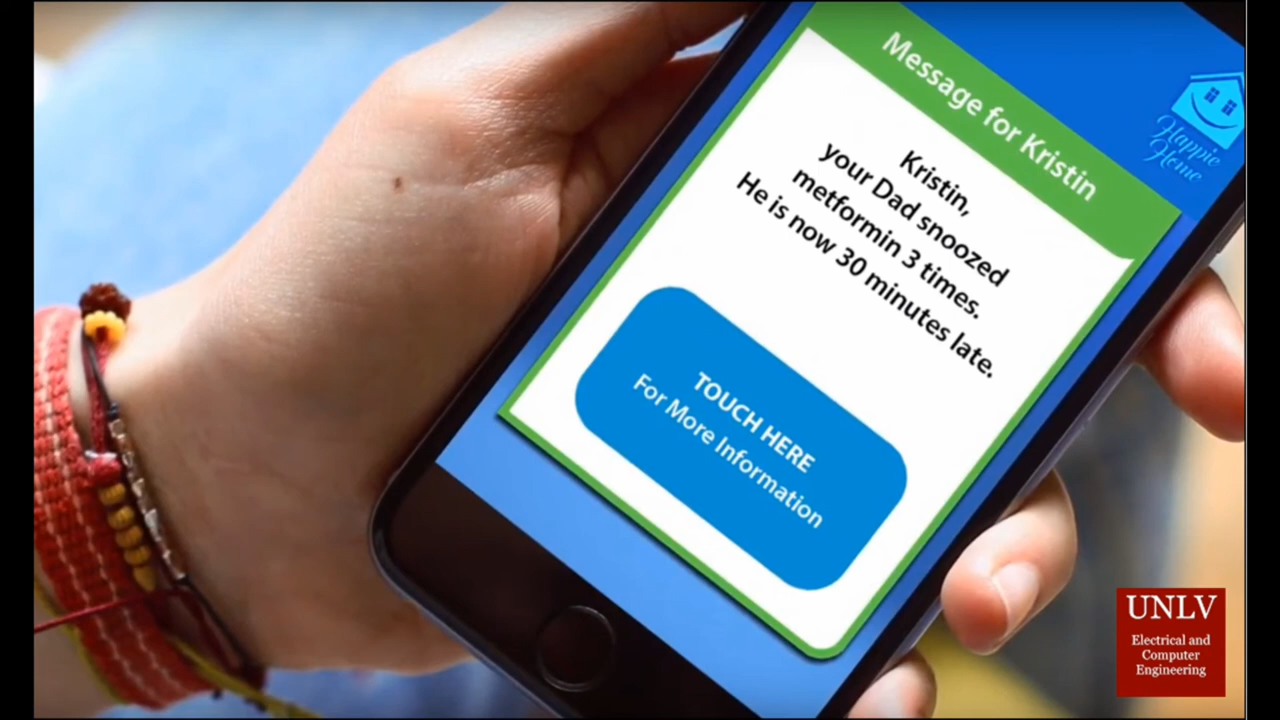 Message for Kristin
Happie
Home
Kristin,
your Dad snoozed
metformin 3 times.
He is now 30 minutes late.
TOUCH HERE
For More Information
UNLV
Electrical and
Computer
Engineering